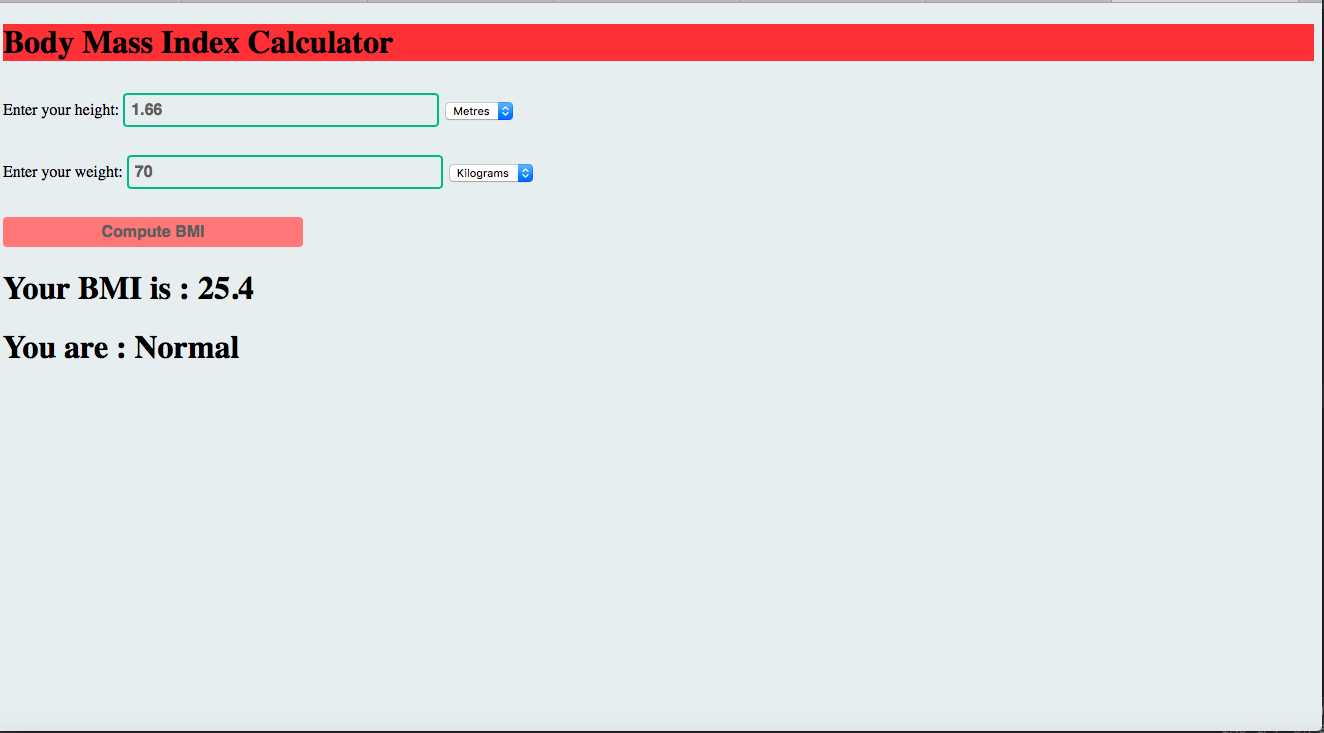 Body Mass Index Calculator
Enter your height: 1.66 Metres
Enter your weight: 70 Kilograms
Compute BMI
Your BMI is : 25.4
You are : Normal